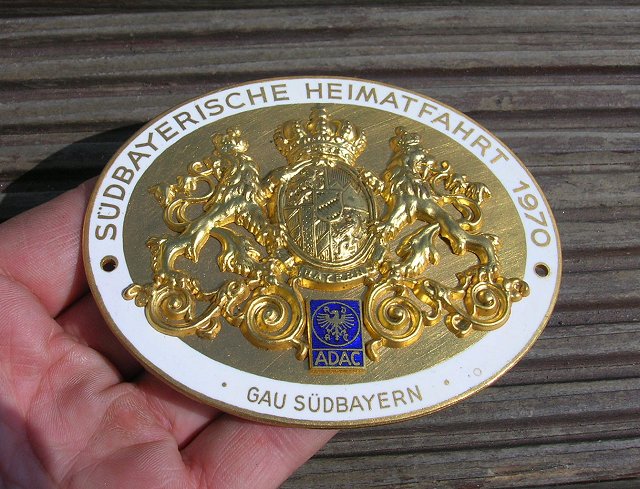 SÜDBAYERISCHE HEIMATFAHRT 1970
BAYERN
ADAC
· GAU SÜDBAYERN ·